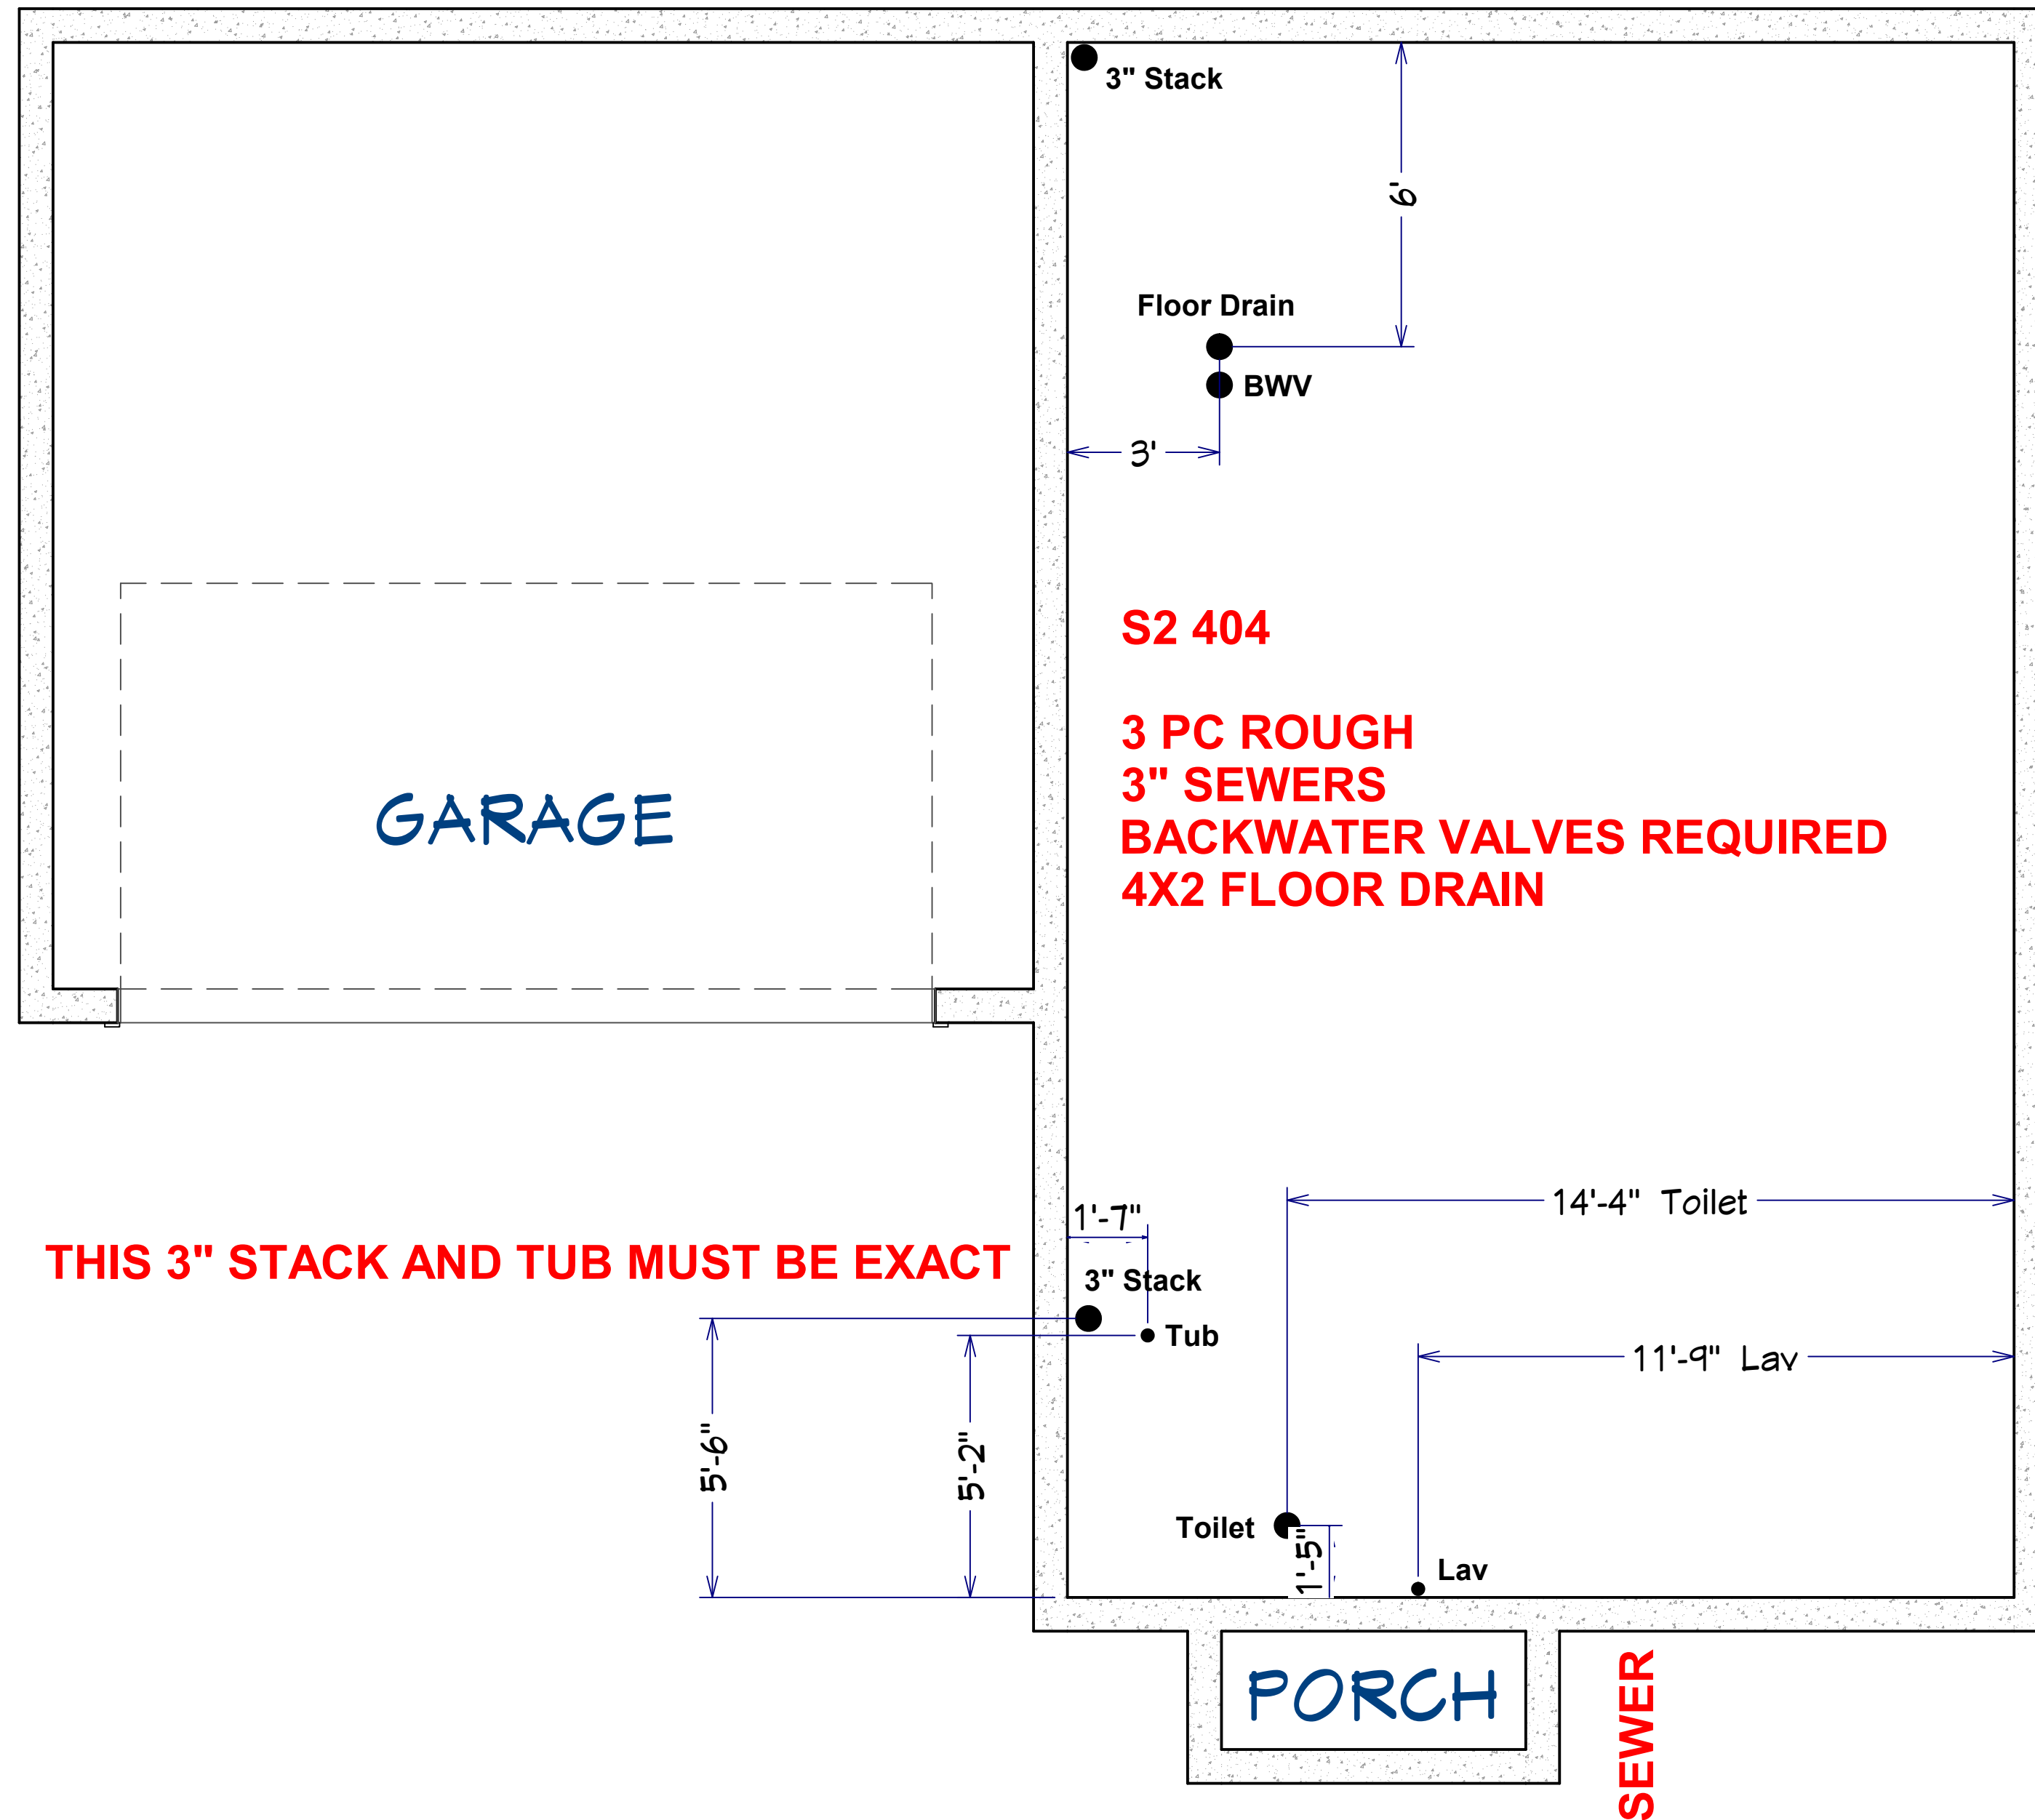 3" Stack
6'
Floor Drain
BWV
3'
S2 404
3 PC ROUGH
3" SEWERS
BACKWATER VALVES REQUIRED
4X2 FLOOR DRAIN
GARAGE
14'-4" Toilet
1'-7"
THIS 3" STACK AND TUB MUST BE EXACT
3" Stack
Tub
11'-9" Lav
5'-6"
5'-2"
Toilet
1'-5"
Lav
PORCH
SEWER